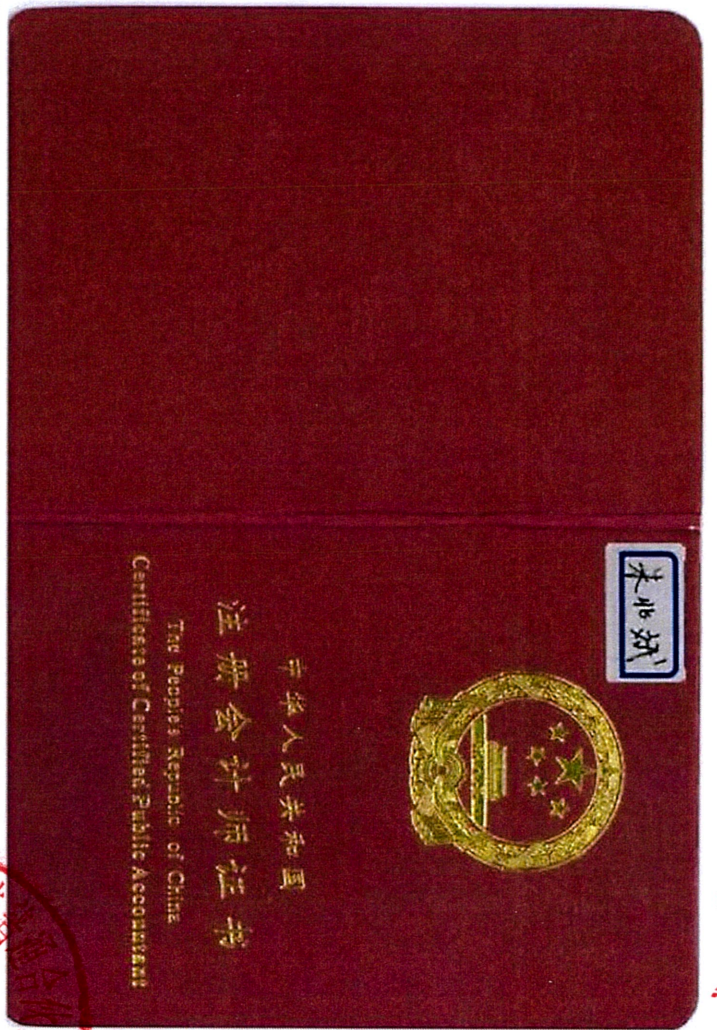 中华人民共和国
注册会计师证书
The People's Republic of China
Certificate of Certified Public Accountant